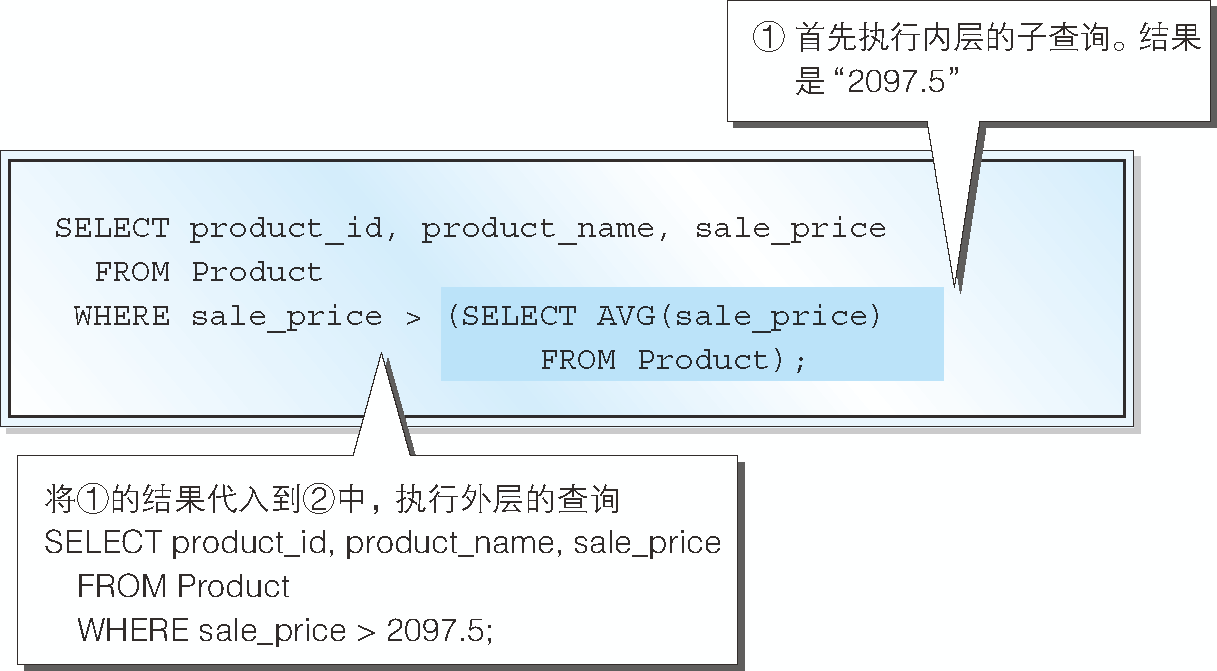 ① 首先执行内层的子查询。结果
是“2097.5”
SELECT product_id, product_name, sale_price
FROM Product
WHERE sale_price > (SELECT AVG(sale_price)
FROM Product);
将①的结果代入到②中，执行外层的查询
SELECT product_id, product_name, sale_price
FROM Product
WHERE sale_price > 2097.5;